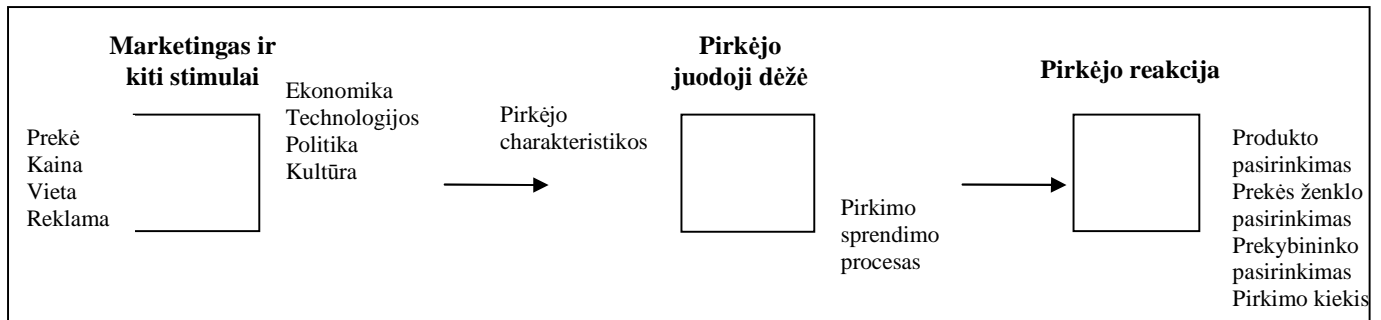 Marketingas ir
kiti stimulai
Prekė
Kaina
Vieta
Reklama
Ekonomika
Technologijos
Politika
Kultūra
Pirkėjo
charakteristikos
Pirkėjo
juodoji dėžė
Pirkimo
sprendimo
procesas
Pirkėjo reakcija
Produkto
pasirinkimas
Prekės ženklo
pasirinkimas
Prekybininko
pasirinkimas
Pirkimo kiekis